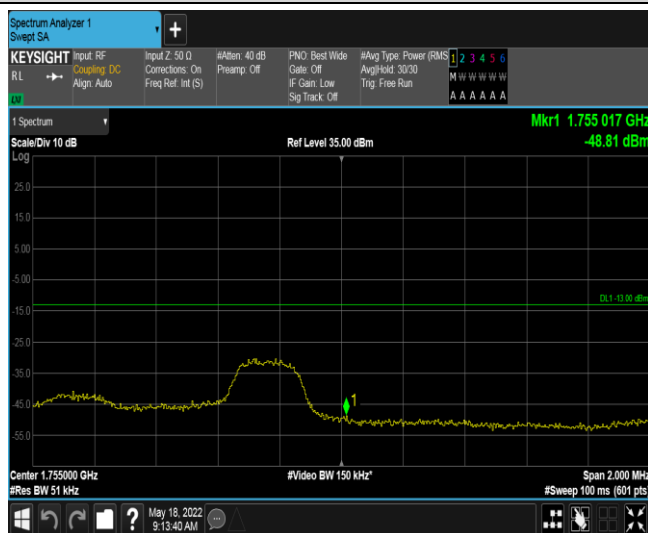 Spectrum Analyzer 1
Swept SA
+
KEYSIGHT
RL
LVI
Input: RF
Coupling: DC
Align: Auto
Input Z: 50 Ω
Corrections: On
Freq Ref: Int (S)
#Atten: 40 dB
Preamp: Off
PNO: Best Wide
Gate: Off
IF Gain: Low
Sig Track: Off
#Avg Type: Power (RMS
Avg|Hold: 30/30
Trig: Free Run
1 2 3 4 5 6
M W W W W W
A A A A A A
1 Spectrum
Scale/Div 10 dB
Ref Level 35.00 dBm
Mkr1 1.755 017 GHz
-48.81 dBm
Log
25.0
15.0
5.00
-5.00
DL1 -13.00 dBm
-15.0
-25.0
-35.0
-45.0
1
-55.0
Center 1.755000 GHz
#Video BW 150 kHz*
Span 2.000 MHz
#Res BW 51 kHz
#Sweep 100 ms (601 pts)
?
May 18, 2022
9:13:40 AM